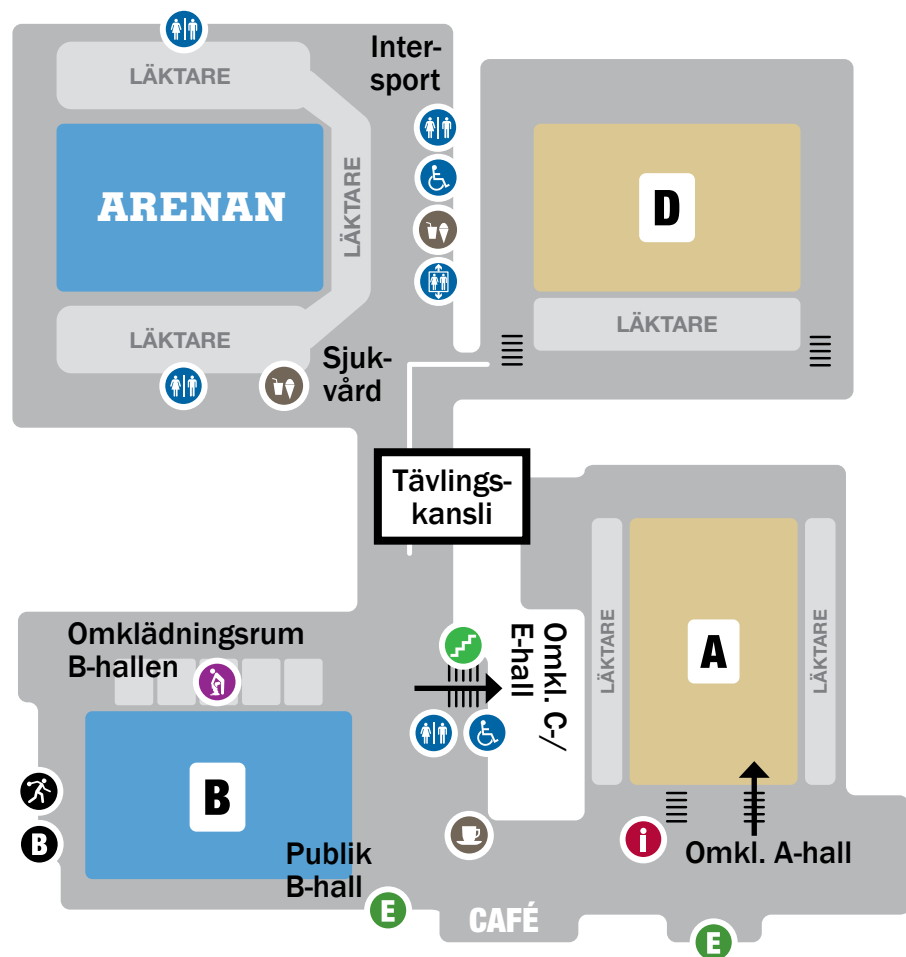 LÄKTARE
Inter-
sport
ARENAN
LÄKTARE
D
LÄKTARE
LÄKTARE
Sjuk-
vård
Tävlings-
kansli
Omklädningsrum
B-hallen
Omkl. C-/
E-hall
LÄKTARE
A
LÄKTARE
B
B
Publik
B-hall
i
Omkl. A-hall
E
CAFÉ
E